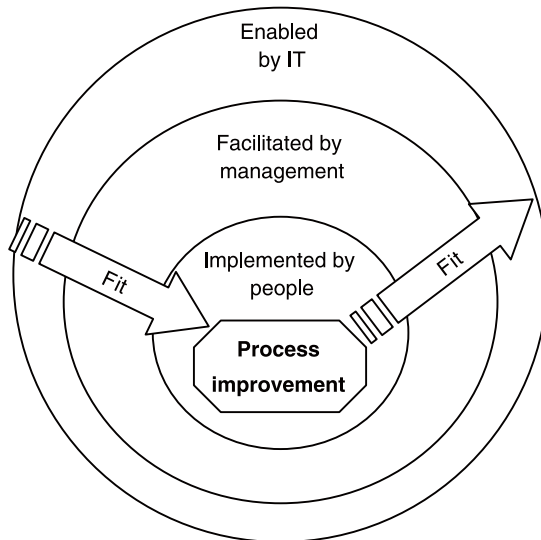 Enabled
by IT
Facilitated by
management
Implemented by
people
Fit
Fit
Process
improvement